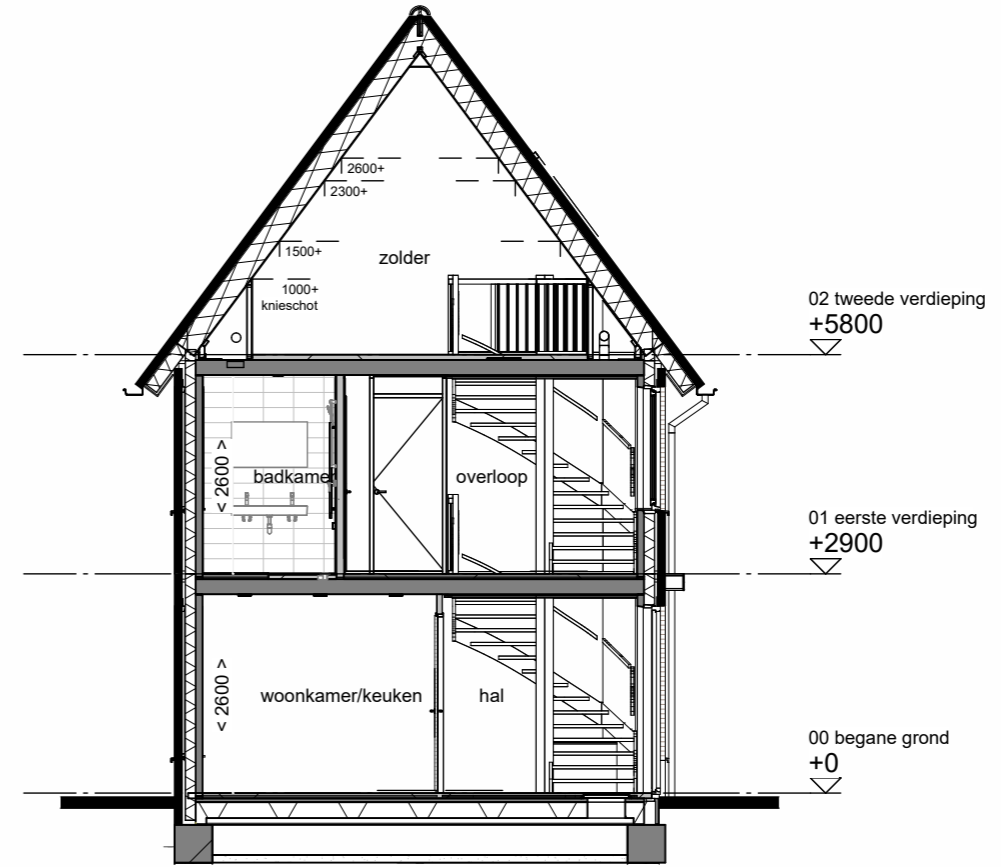 2600+
2300+
1500+
zolder
1000+
knieschot
02 tweede verdieping
+5800
< 2600 >
badkamer
overloop
01 eerste verdieping
+2900
< 2600 >
woonkamer/keuken
hal
00 begane grond
+0